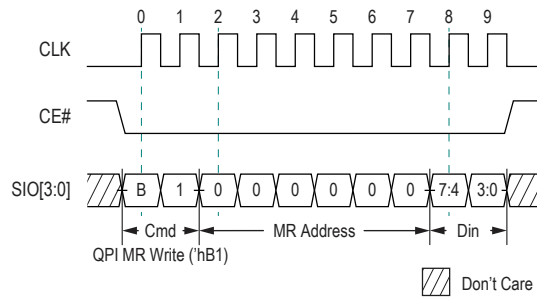 0 1 2 3 4 5 6 7 8 9
CLK
CE#
SIO[3:0] B 1 0 0 0 0 0 0 7:4 3:0
Cmd MR Address Din
QPI MR Write ('hB1)
Don't Care